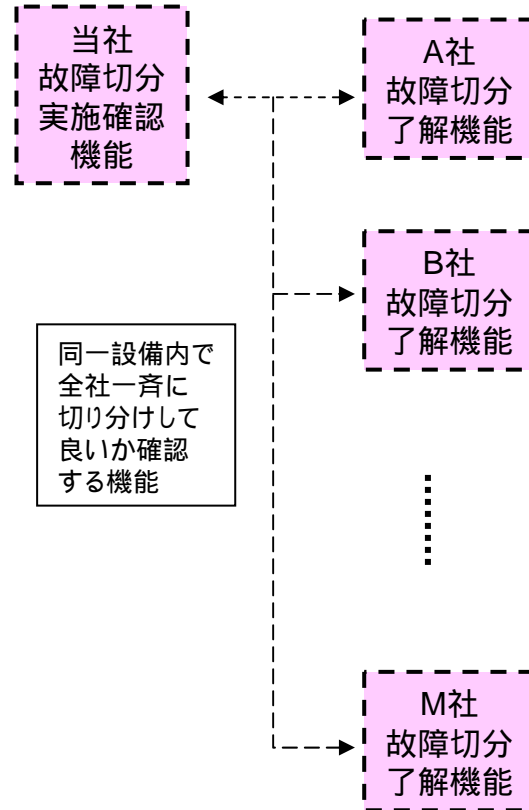 当社
故障切分
実施確認
機能
A社
故障切分
了解機能
B社
故障切分
了解機能
同一設備内で
全社一斉に
切り分けして
良いか確認
する機能
M社
故障切分
了解機能